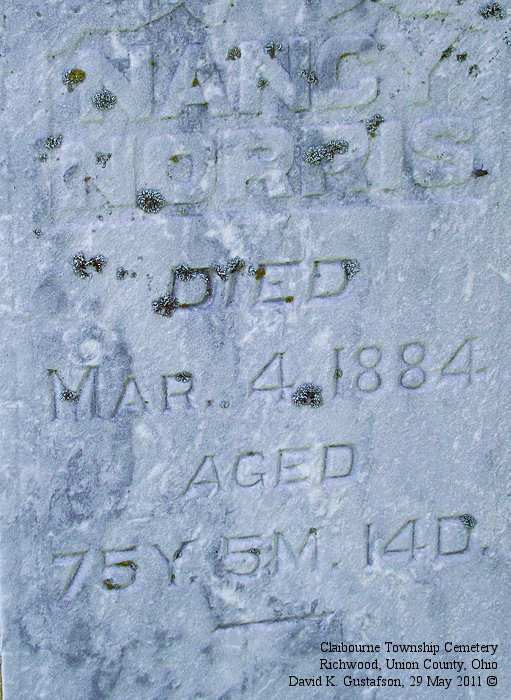 NANCY
NORRIS
DIED
MAR. 4, 1884.
AGED
75Y. 5M. 14D.
Claibourne Township Cemetery
Richwood, Union County, Ohio
David K. Gustafson, 29 May 2011 ©